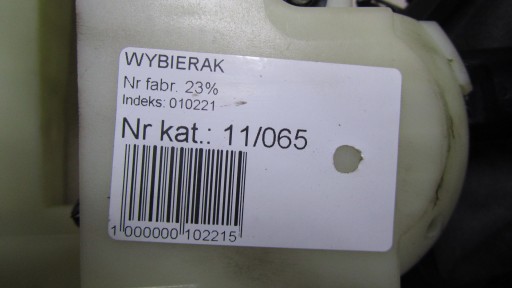 WYBIERAK
Nr fabr. 23%
Indeks: 010221
Nr kat.: 11/065
1 000000 102215